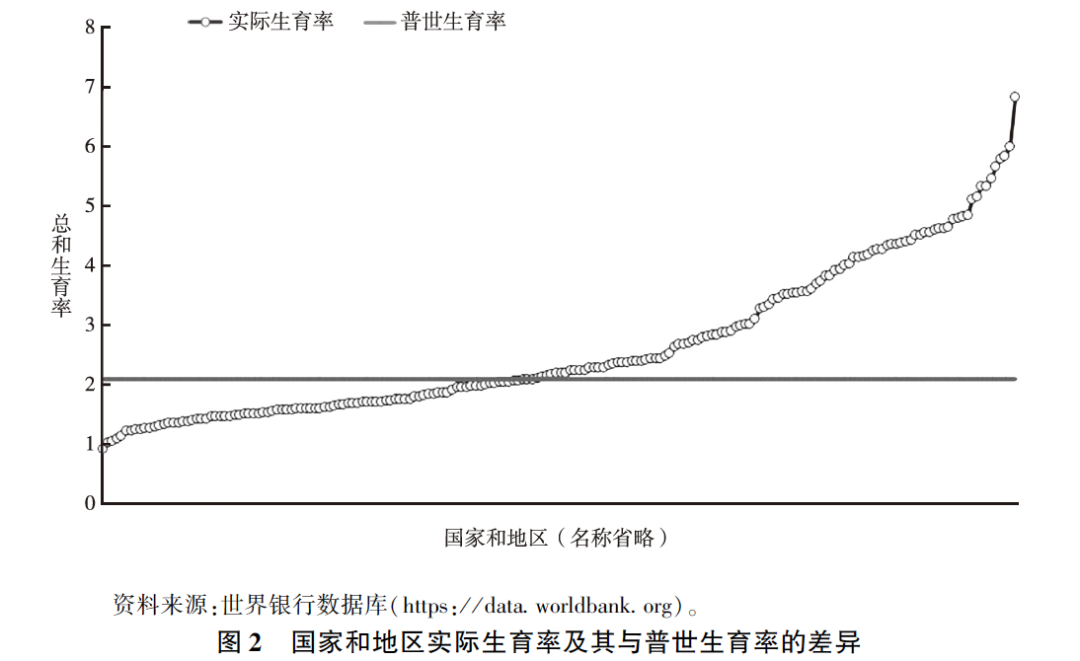 实际生育率 普世生育率
8
7
6
5
4
3
2
1
0
总和生育率
国家和地区（名称省略）
资料来源:世界银行数据库(https://data. worldbank. org)。
图 2 国家和地区实际生育率及其与普世生育率的差异